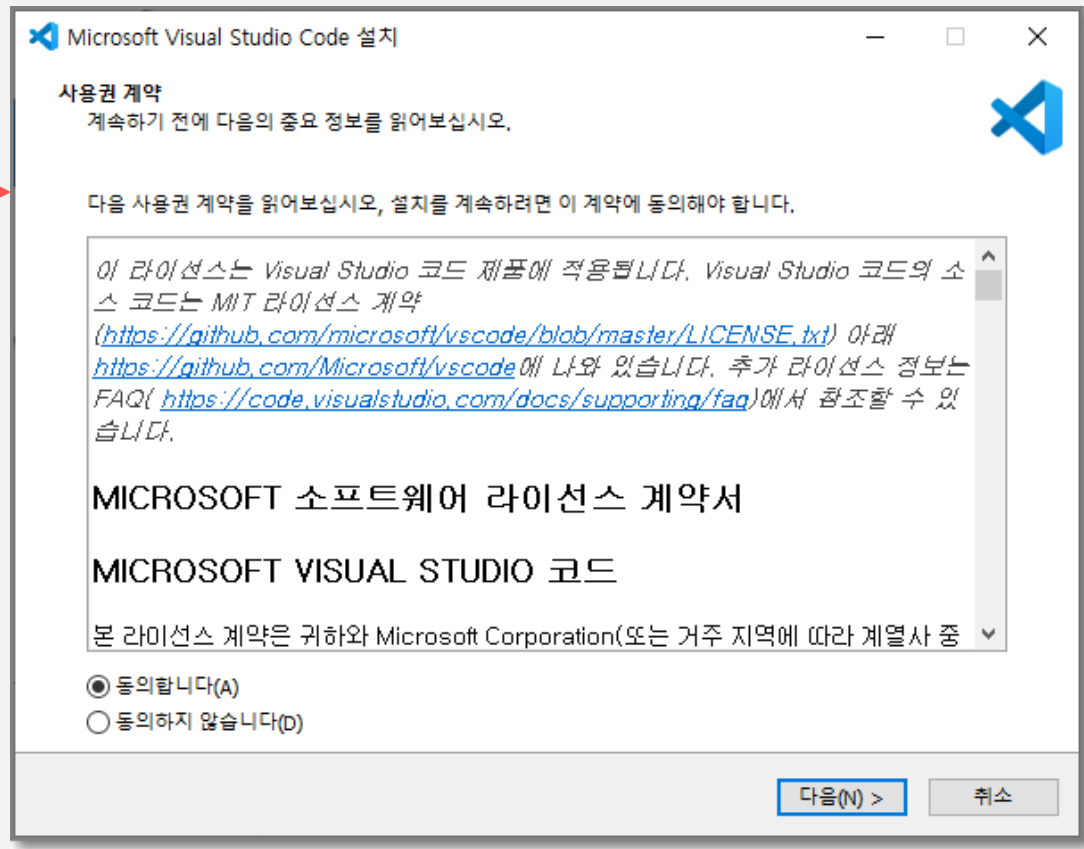 Microsoft Visual Studio Code 설치
사용권 계약
계속하기 전에 다음의 중요 정보를 읽어보십시오.
다음 사용권 계약을 읽어보십시오, 설치를 계속하려면 이 계약에 동의해야 합니다.
이 라이선스는 Visual Studio 코드 제품에 적용됩니다. Visual Studio 코드의 소
스 코드는 MIT 라이선스 계약
(https://github.com/microsoft/vscode/blob/master/LICENSE.txt) 아래
https://github.com/Microsoft/vscode에 나와 있습니다. 추가 라이선스 정보는
FAQ( https://code.visualstudio.com/docs/supporting/faq)에서 참조할 수 있
습니다.
MICROSOFT 소프트웨어 라이선스 계약서
MICROSOFT VISUAL STUDIO 코드
본 라이선스 계약은 귀하와 Microsoft Corporation(또는 거주 지역에 따라 계열사 중
동의합니다(A)
동의하지 않습니다(D)
다음(N) > 취소